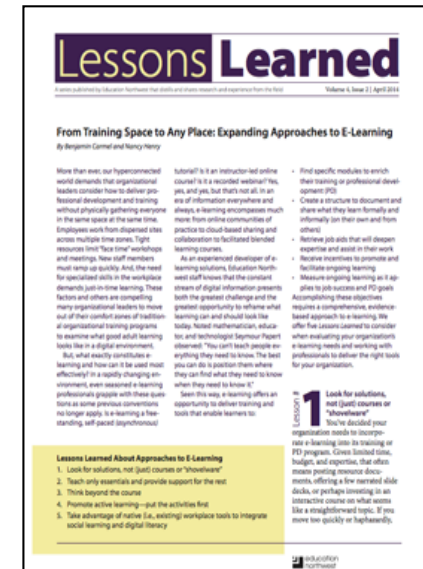 Lessons Learned
A series published by Education Northwest that distills and shares research and experience from the field
Volume 4, Issue 2 | April 2014
From Training Space to Any Place: Expanding Approaches to E-Learning
By Benjamin Carmel and Nancy Henry
More than ever, our hyperconnected
world demands that organizational
leaders consider how to deliver pro-
fessional development and training
without physically gathering everyone
in the same space at the same time.
Employees work from dispersed sites
across multiple time zones. Tight
resources limit "face time" workshops
and meetings. New staff members
must ramp up quickly. And, the need
for specialized skills in the workplace
demands just-in-time learning. These
factors and others are compelling
many organizational leaders to move
out of their comfort zones of tradition-
al organizational training programs
to examine what good adult learning
looks like in a digital environment.
But, what exactly constitutes e-
learning and how can it be used most
effectively? In a rapidly changing en-
vironment, even seasoned e-learning
professionals grapple with these ques-
tions as some previous conventions
no longer apply. Is e-learning a free-
standing, self-paced (asynchronous)
tutorial? Is it an instructor-led online
course? Is it a recorded webinar? Yes,
and yes, but that's not all. In an
era of information everywhere and
always, e-learning encompasses much
more: from online communities of
practice to cloud-based sharing and
collaboration to facilitated blended
learning courses.
As an experienced developer of e-
learning solutions, Education North-
west staff knows that the constant
stream of digital information presents
both the greatest challenge and the
greatest opportunity to reframe what
learning can and should look like
today. Noted mathematician, educa-
tor, and technologist Seymour Papert
observed: "You can't teach people ev-
erything they need to know. The best
you can do is position them where
they can find what they need to know
when they need to know it."
Seen this way, e-learning offers an
opportunity to deliver training and
tools that enable learners to:
• Find specific modules to enrich
their training or professional devel-
opment (PD)
• Create a structure to document and
share what they learn formally and
informally (on their own and from
others)
• Retrieve job aids that will deepen
expertise and assist in their work
• Receive incentives to promote and
facilitate ongoing learning
• Measure ongoing learning as it ap-
plies to job success and PD goals
Accomplishing these objectives
requires a comprehensive, evidence-
based approach to e-learning. We
offer five Lessons Learned to consider
when evaluating your organization's
e-learning needs and working with
professionals to deliver the right tools
for your organization.
Lesson #
1
Look for solutions,
not (just) courses or
"shovelware"
You've decided your
organization needs to incorpo-
rate e-learning into its training or
PD program. Given limited time,
budget, and expertise, that often
means posting resource docu-
ments, offering a few narrated slide
decks, or perhaps investing in an
interactive course on what seems
like a straightforward topic. If you
move too quickly or haphazardly,
Lessons Learned About Approaches to E-Learning
1. Look for solutions, not (just) courses or "shovelware"
2. Teach only essentials and provide support for the rest
3. Think beyond the course
4. Promote active learning—put the activities first
5. Take advantage of native (i.e., existing) workplace tools to integrate
social learning and digital literacy
education
northwest